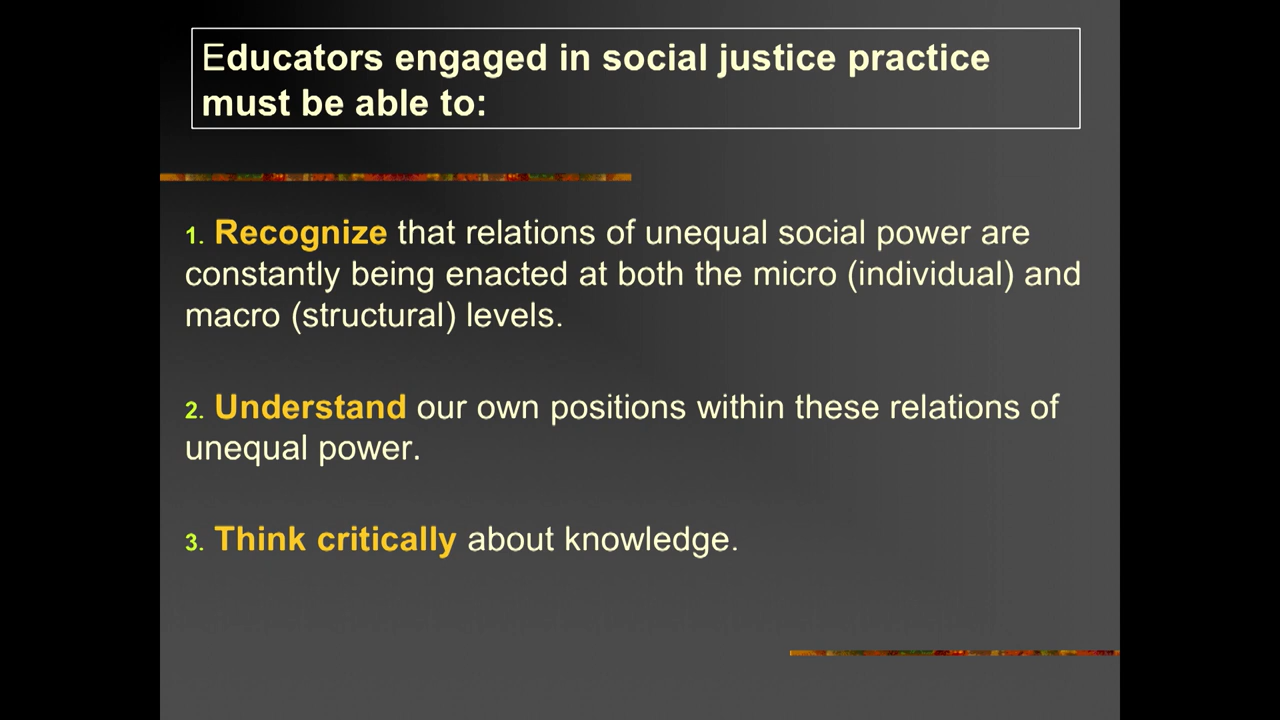 Educators engaged in social justice practice
must be able to:
1. Recognize that relations of unequal social power are
constantly being enacted at both the micro (individual) and
macro (structural) levels.
2. Understand our own positions within these relations of
unequal power.
3. Think critically about knowledge.